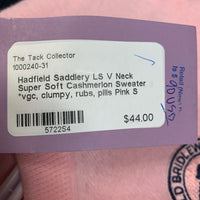 The Tack Collector
1000240-31
Hadfield Saddlery LS V Neck
Super Soft Cashmerion Sweater
*vgc, clumpy, rubs, pills Pink S
5722S4
$44.00